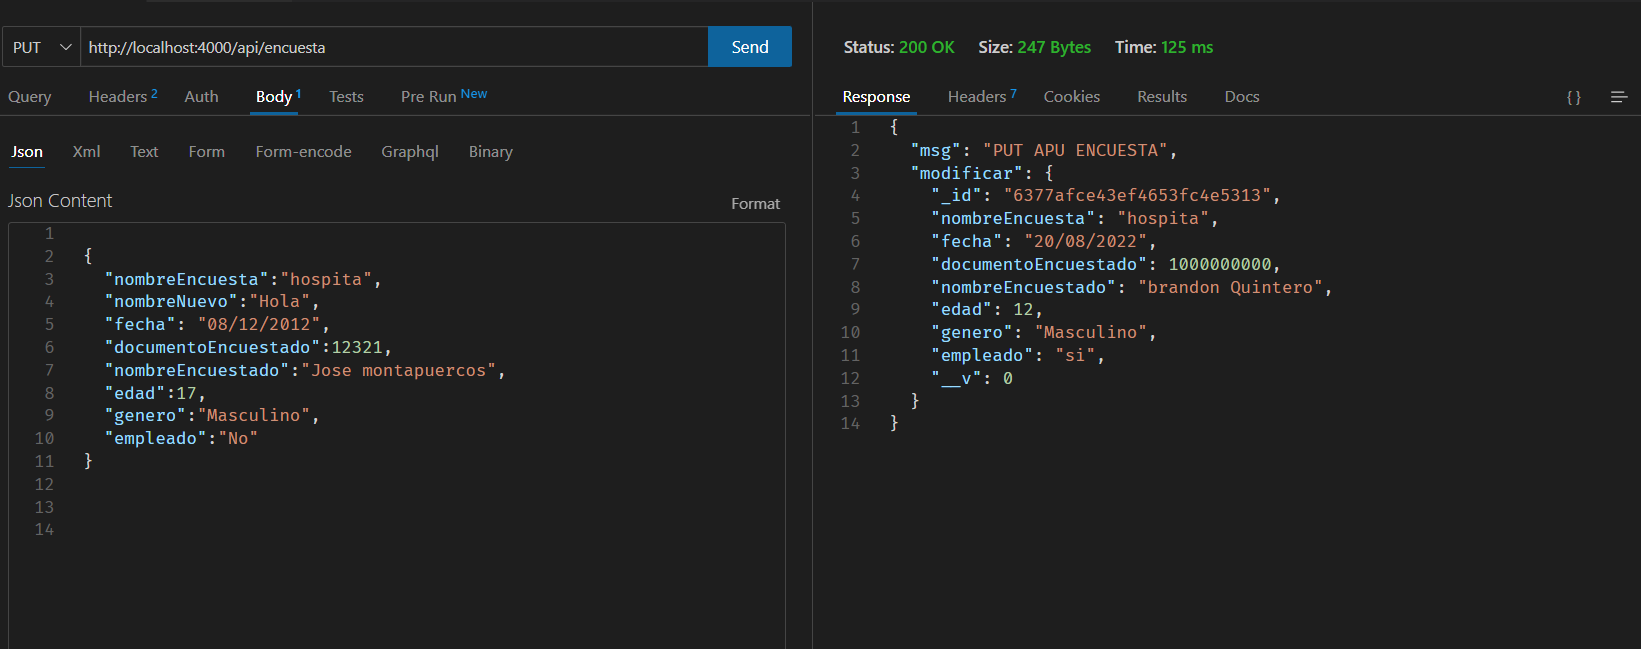 PUT http://localhost:4000/api/encuesta Send
Query Headers 2 Auth Body 1 Tests Pre Run New
Json Xml Text Form Form-encode Graphql Binary
Json Content Format
1
2 {
3 "nombreEncuesta":"hospita",
4 "nombreNuevo":"Hola",
5 "fecha": "08/12/2012",
6 "documentoEncuestado":12321,
7 "nombreEncuestado":"Jose montapuercos",
8 "edad":17,
9 "genero":"Masculino",
10 "empleado":"No"
11 }
12
13
14
Status: 200 OK Size: 247 Bytes Time: 125 ms
Response Headers 7 Cookies Results Docs { }
1 {
2 "msg": "PUT APU ENCUESTA",
3 "modificar": {
4 "_id": "6377afce43ef4653fc4e5313",
5 "nombreEncuesta": "hospita",
6 "fecha": "20/08/2022",
7 "documentoEncuestado": 1000000000,
8 "nombreEncuestado": "brandon Quintero",
9 "edad": 12,
10 "genero": "Masculino",
11 "empleado": "si",
12 "__v": 0
13 }
14 }